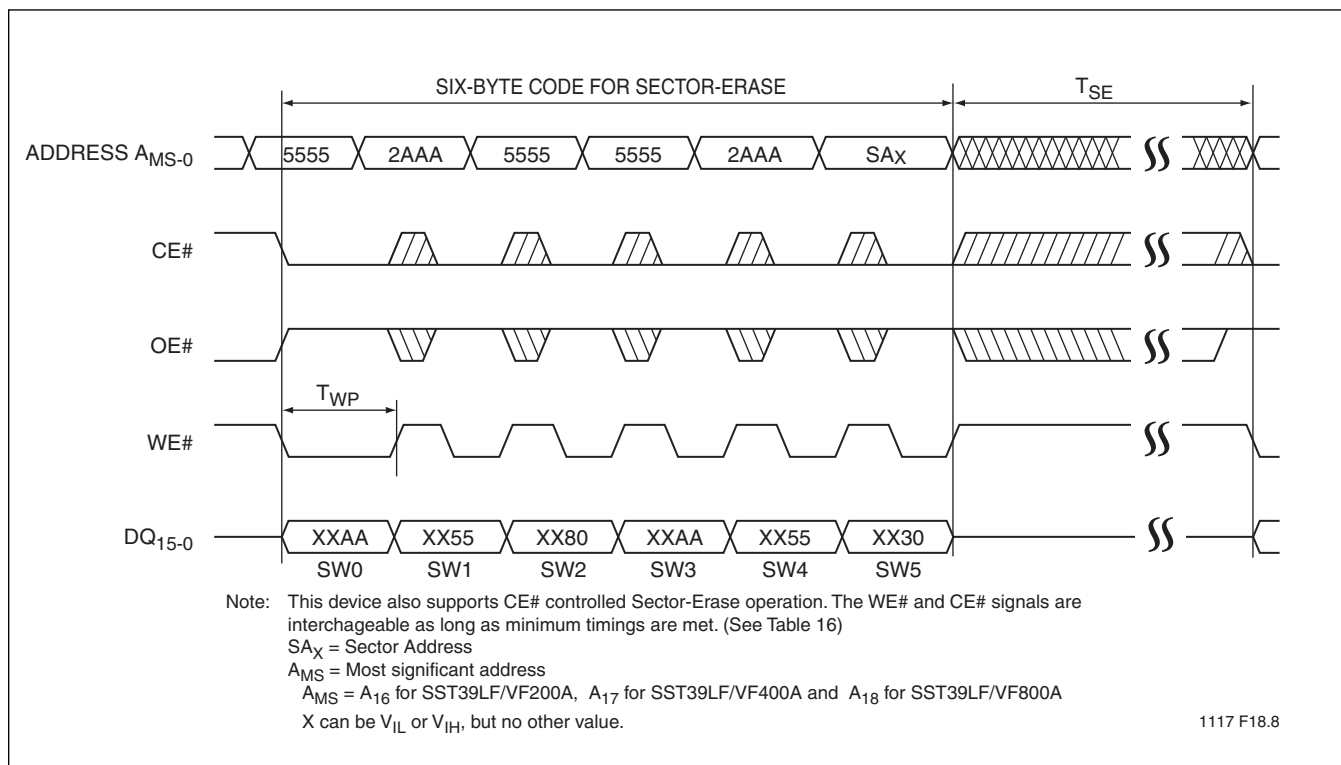 SIX-BYTE CODE FOR SECTOR-ERASE
TSE
ADDRESS AMS-0
5555 2AAA 5555 5555 2AAA SAX
CE#
OE#
TWP
WE#
DQ15-0
XXAA XX55 XX80 XXAA XX55 XX30
SW0 SW1 SW2 SW3 SW4 SW5
Note: This device also supports CE# controlled Sector-Erase operation. The WE# and CE# signals are
interchageable as long as minimum timings are met. (See Table 16)
SAX = Sector Address
AMS = Most significant address
AMS = A16 for SST39LF/VF200A, A17 for SST39LF/VF400A and A18 for SST39LF/VF800A
X can be VIL or VIH, but no other value.
1117 F18.8